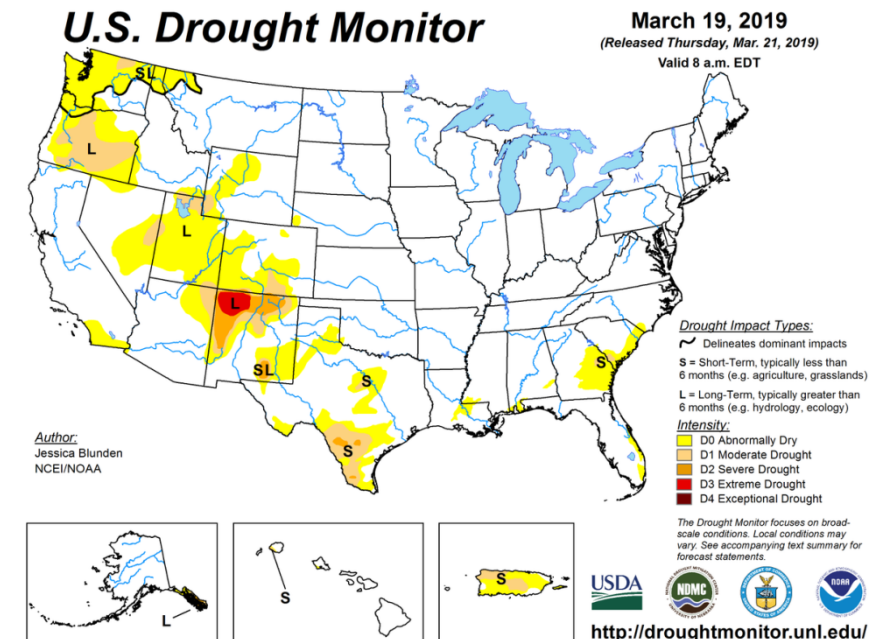 U.S. Drought Monitor
March 19, 2019
(Released Thursday, Mar. 21, 2019)
Valid 8 a.m. EDT
SL
L
L
L
SL
S
S
S
Drought Impact Types:
Delineates dominant impacts
S = Short-Term, typically less than
6 months (e.g. agriculture, grasslands)
L = Long-Term, typically greater than
6 months (e.g. hydrology, ecology)
Intensity:
D0 Abnormally Dry
D1 Moderate Drought
D2 Severe Drought
D3 Extreme Drought
D4 Exceptional Drought
Author:
Jessica Blunden
NCEI/NOAA
The Drought Monitor focuses on broad-
scale conditions. Local conditions may
vary. See accompanying text summary for
forecast statements.
L
S
S
USDA
NDMC
NOAA
http://droughtmonitor.unl.edu/